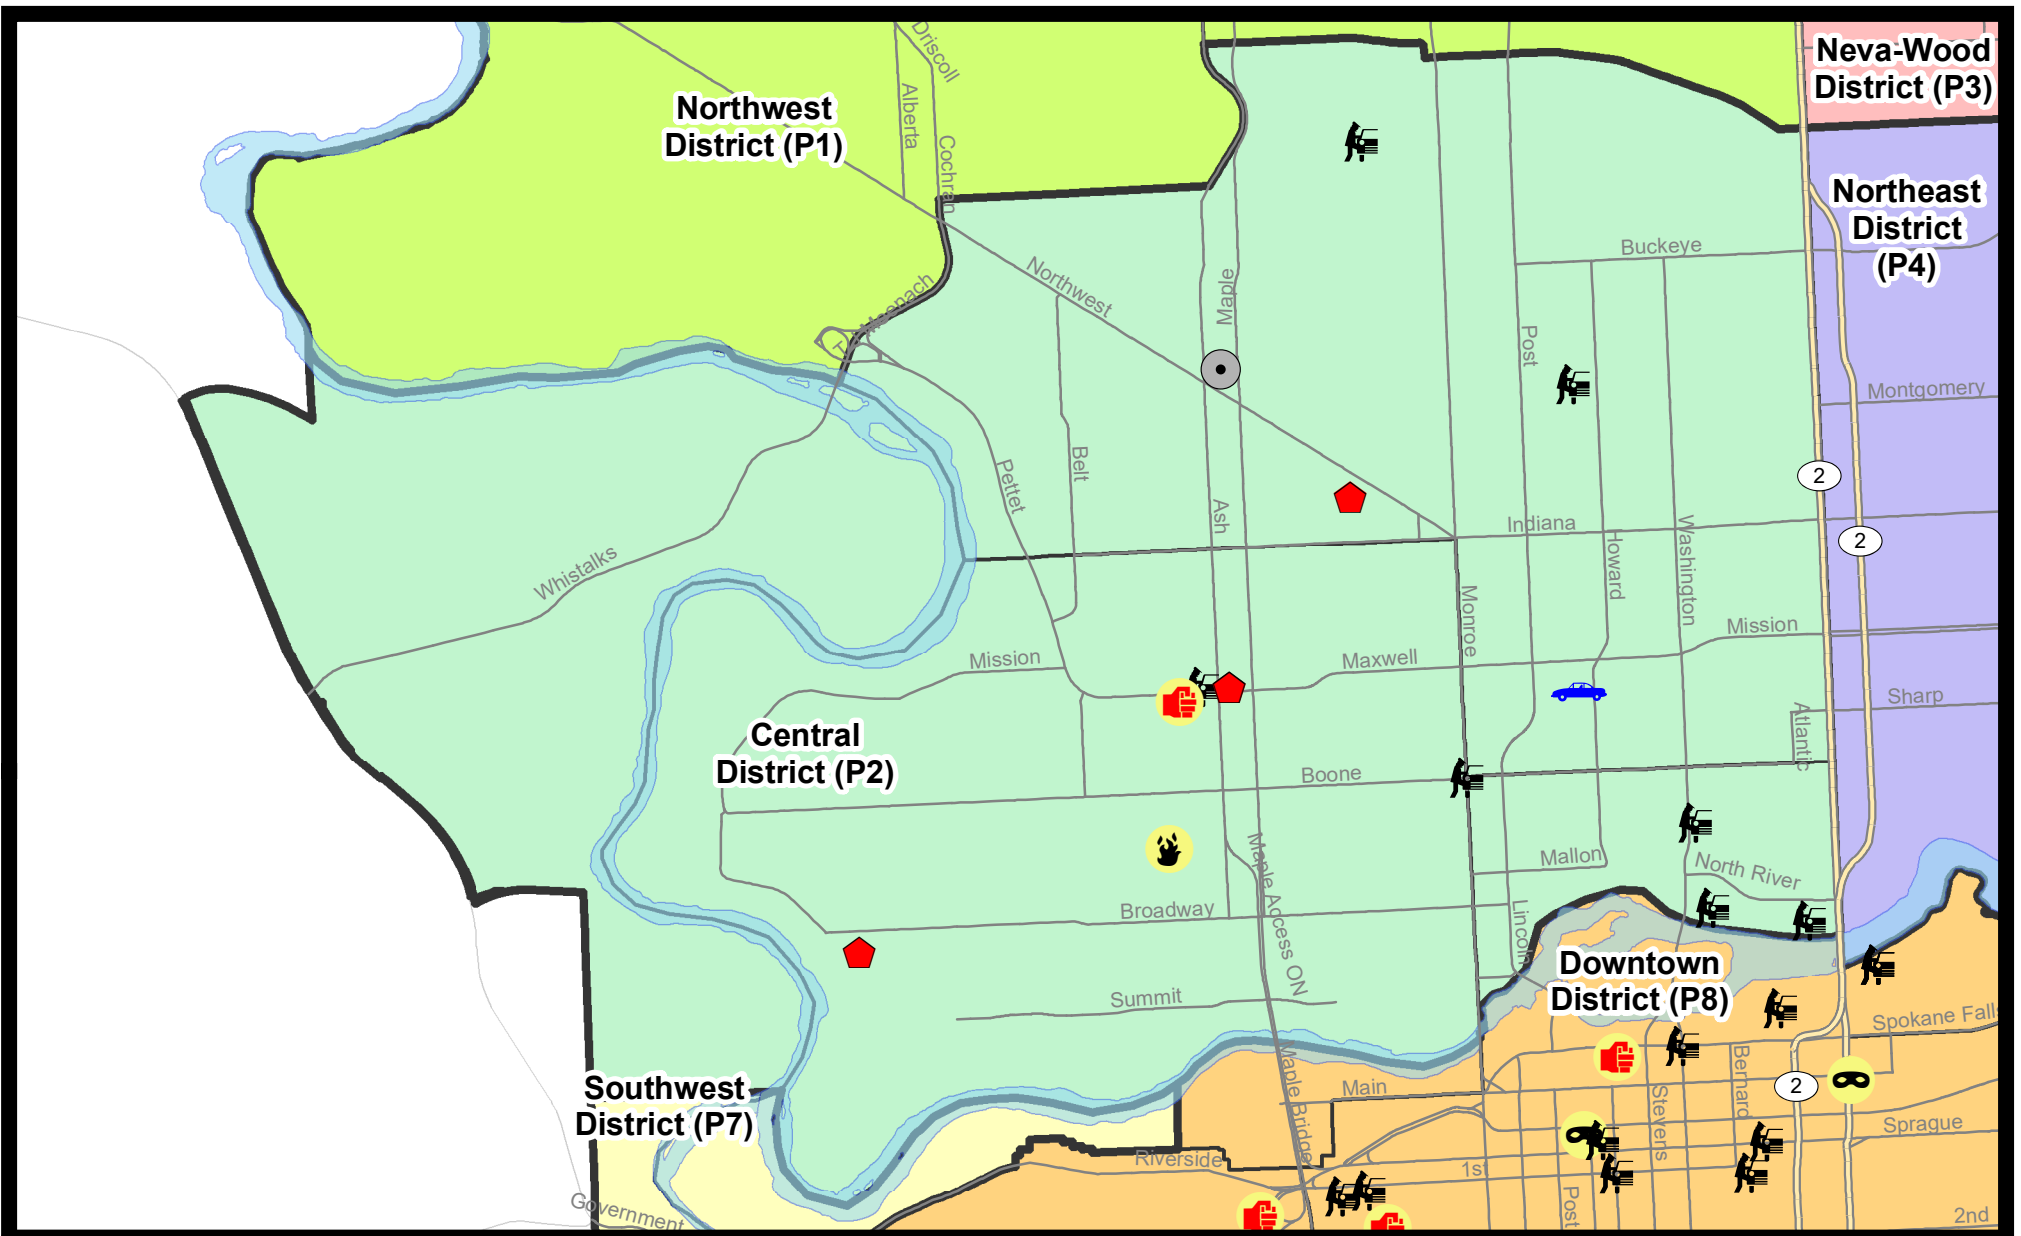 Neva-Wood
District (P3)
Driscoll
Northwest
District (P1)
Alberta
Cochran
Northeast
District
(P4)
Buckeye
Northwest
Maple
Post
Montgomery
Belt
Pettet
Ash
2
Indiana
Washington
Howard
2
Whistalks
Monroe
Mission
Mission
Maxwell
Sharp
Atlantic
Central
District (P2)
Boone
Mallon
North River
Maple Access ON
Broadway
Lincoln
Downtown
District (P8)
Summit
Spokane Fall
Southwest
District (P7)
Main
Maple Bridge
Bernard
2
Stevens
Sprague
Riverside
1st
Post
Government
2nd